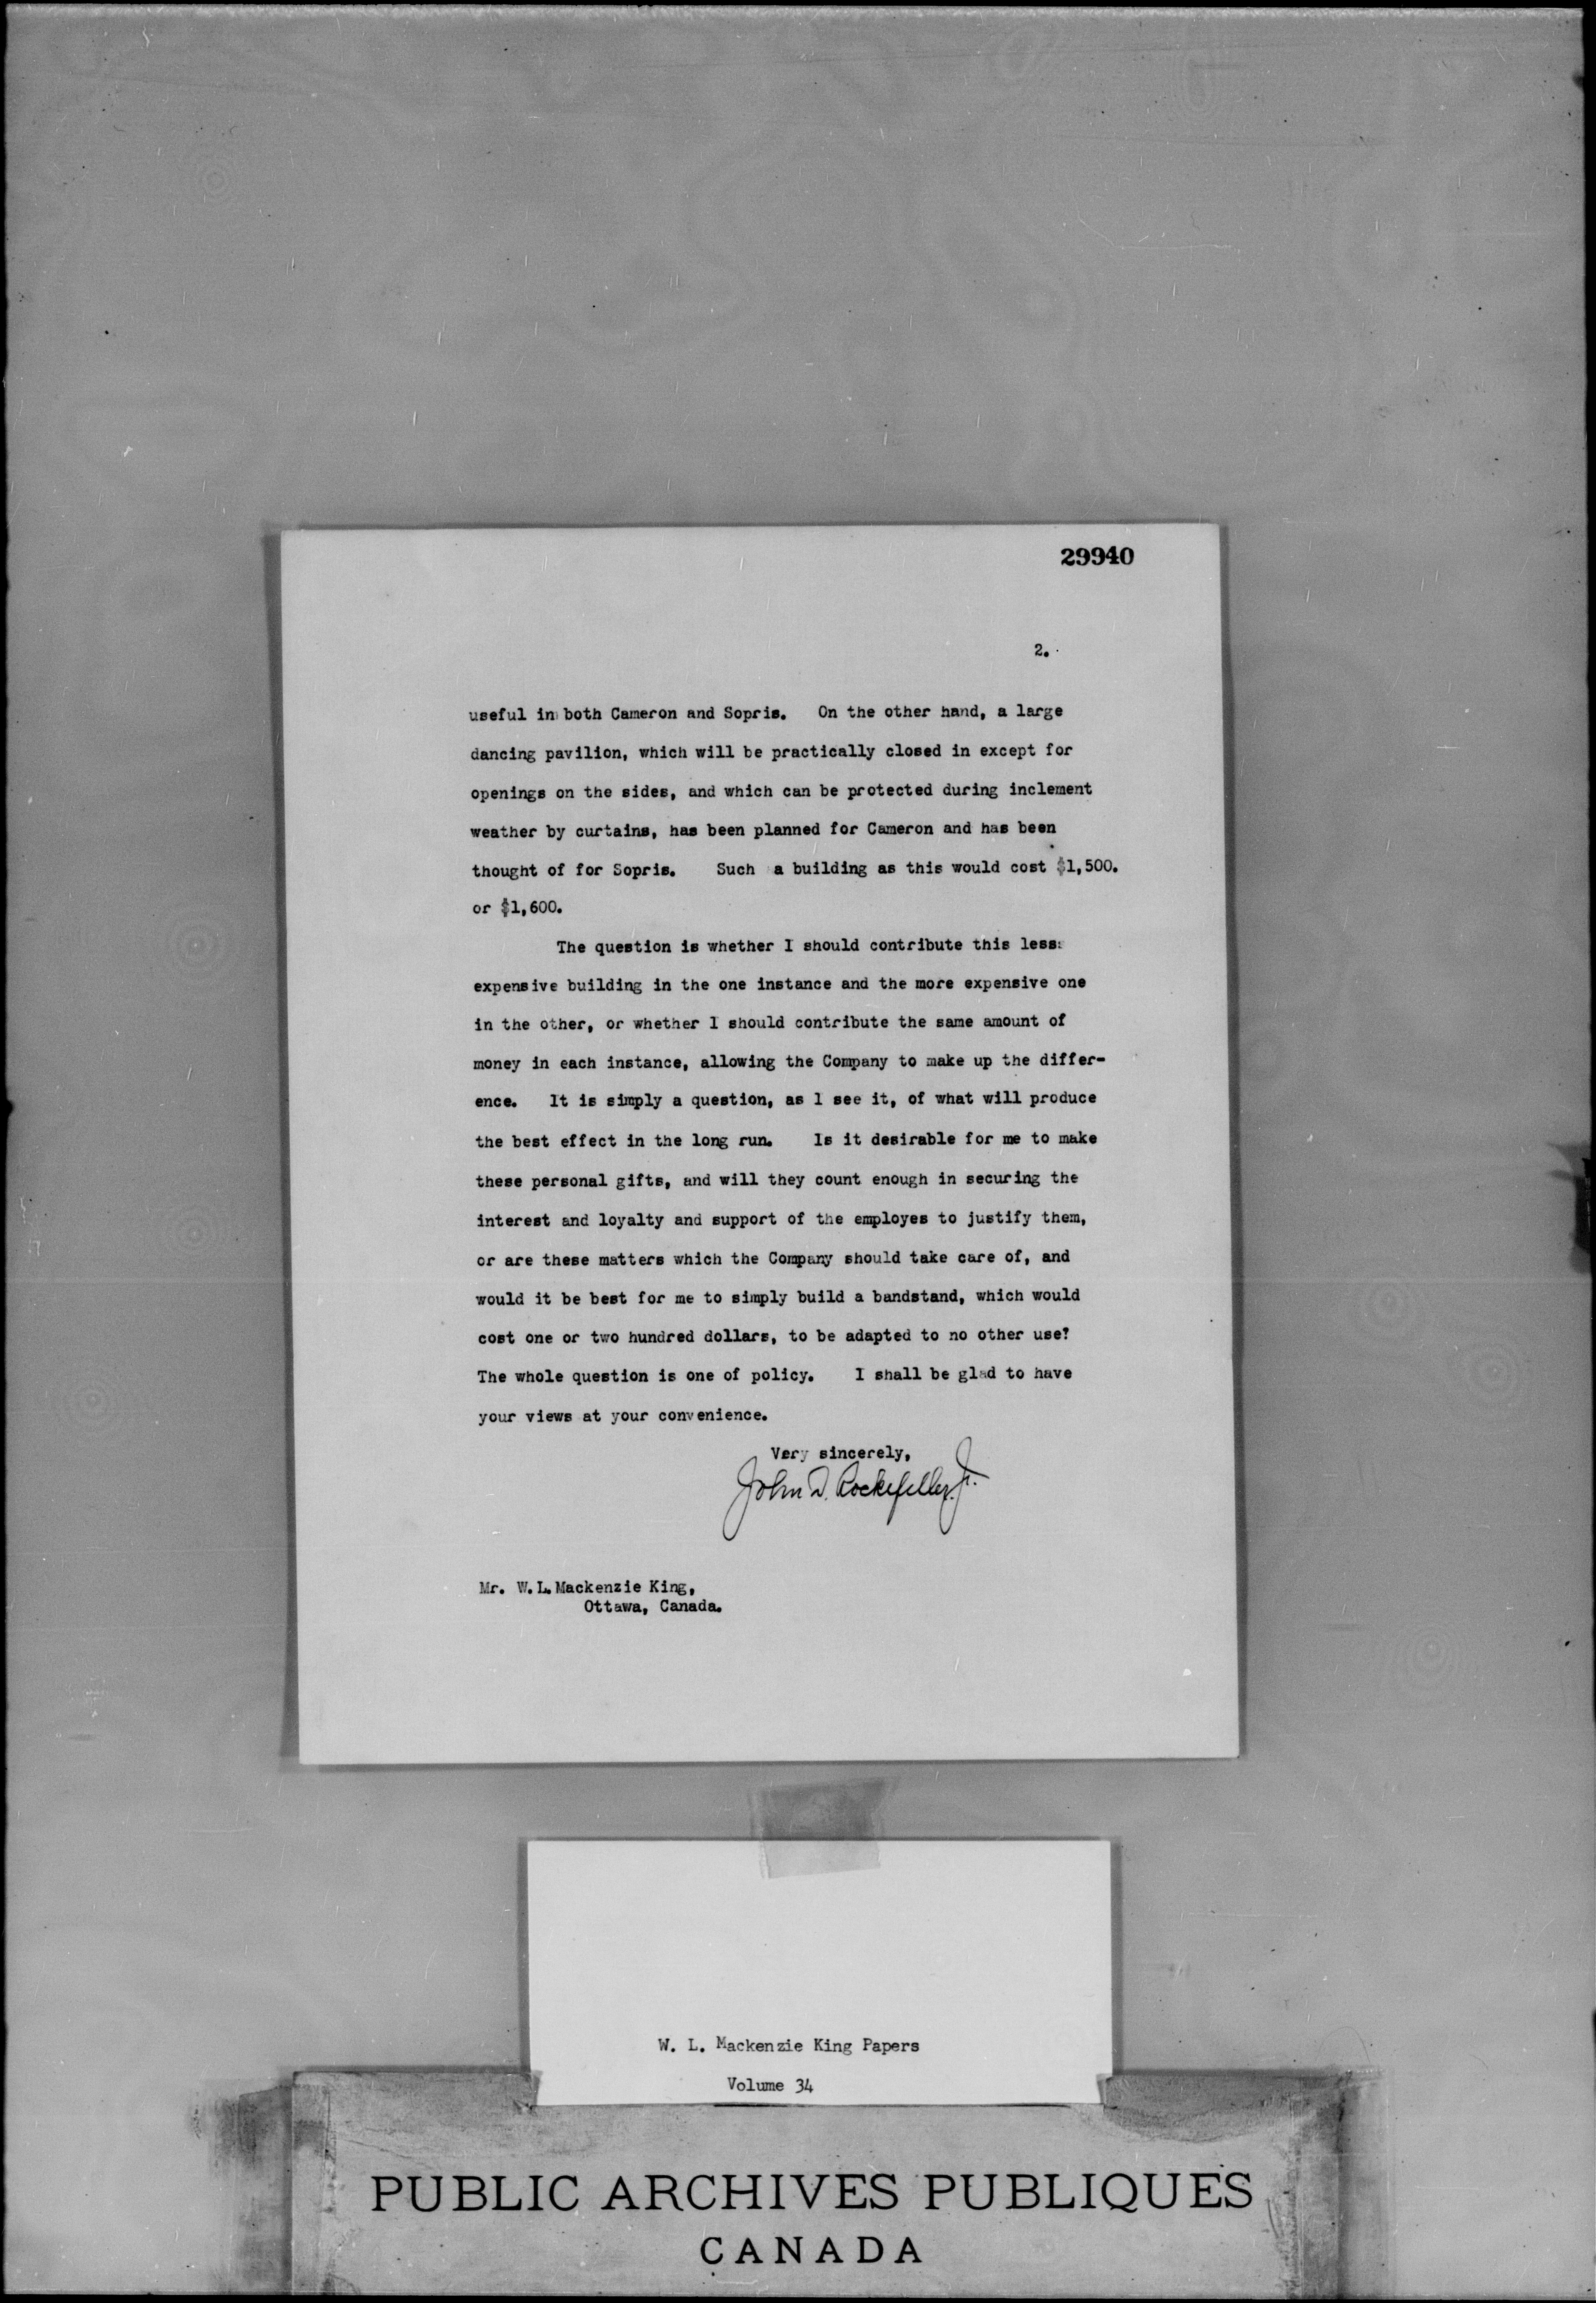 29940
2.
useful in both Cameron and Sopris. On the other hand, a large
dancing pavilion, which will be practically closed in except for
openings on the sides, and which can be protected during inclement
weather by curtains, has been planned for Cameron and has been
thought of for Sopris. Such a building as this would cost $1,500.
or $1,600.
The question is whether I should contribute this less
expensive building in the one instance and the more expensive one
in the other, or whether I should contribute the same amount of
money in each instance, allowing the Company to make up the differ-
ence. It is simply a question, as I see it, of what will produce
the best effect in the long run. Is it desirable for me to make
these personal gifts, and will they count enough in securing the
interest and loyalty and support of the employes to justify them,
or are these matters which the Company should take care of, and
would it be best for me to simply build a bandstand, which would
cost one or two hundred dollars, to be adapted to no other use?
The whole question is one of policy. I shall be glad to have
your views at your convenience.
Very sincerely,
John D. Rockefeller, Jr.
Mr. W.L.Mackenzie King,
Ottawa, Canada.
W. L. Mackenzie King Papers
Volume 34
PUBLIC ARCHIVES PUBLIQUES
CANADA